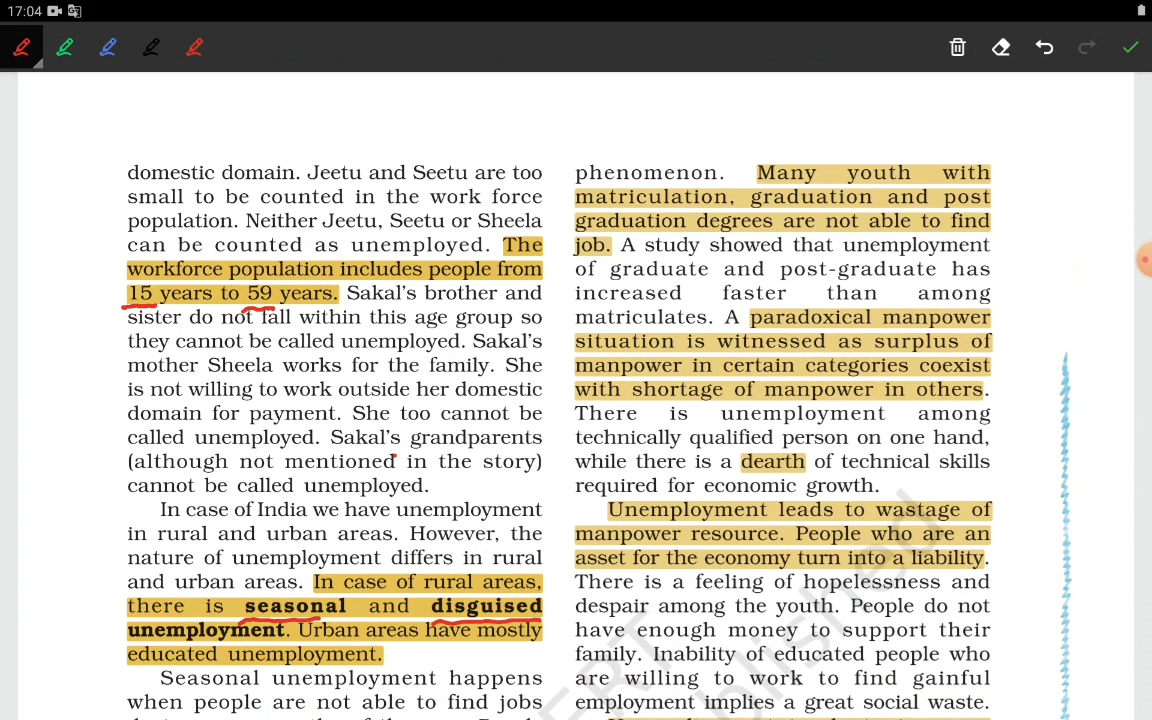 17:04
domestic domain. Jeetu and Seetu are too
small to be counted in the work force
population. Neither Jeetu, Seetu or Sheela
can be counted as unemployed. The
workforce population includes people from
15 years to 59 years. Sakal's brother and
sister do not fall within this age group so
they cannot be called unemployed. Sakal's
mother Sheela works for the family. She
is not willing to work outside her domestic
domain for payment. She too cannot be
called unemployed. Sakal's grandparents
(although not mentioned in the story)
cannot be called unemployed.
In case of India we have unemployment
in rural and urban areas. However, the
nature of unemployment differs in rural
and urban areas. In case of rural areas,
there is seasonal and disguised
unemployment. Urban areas have mostly
educated unemployment.
Seasonal unemployment happens
when people are not able to find jobs
phenomenon. Many youth with
matriculation, graduation and post
graduation degrees are not able to find
job. A study showed that unemployment
of graduate and post-graduate has
increased faster than among
matriculates. A paradoxical manpower
situation is witnessed as surplus of
manpower in certain categories coexist
with shortage of manpower in others.
There is unemployment among
technically qualified person on one hand,
while there is a dearth of technical skills
required for economic growth.
Unemployment leads to wastage of
manpower resource. People who are an
asset for the economy turn into a liability.
There is a feeling of hopelessness and
despair among the youth. People do not
have enough money to support their
family. Inability of educated people who
are willing to work to find gainful
employment implies a great social waste.